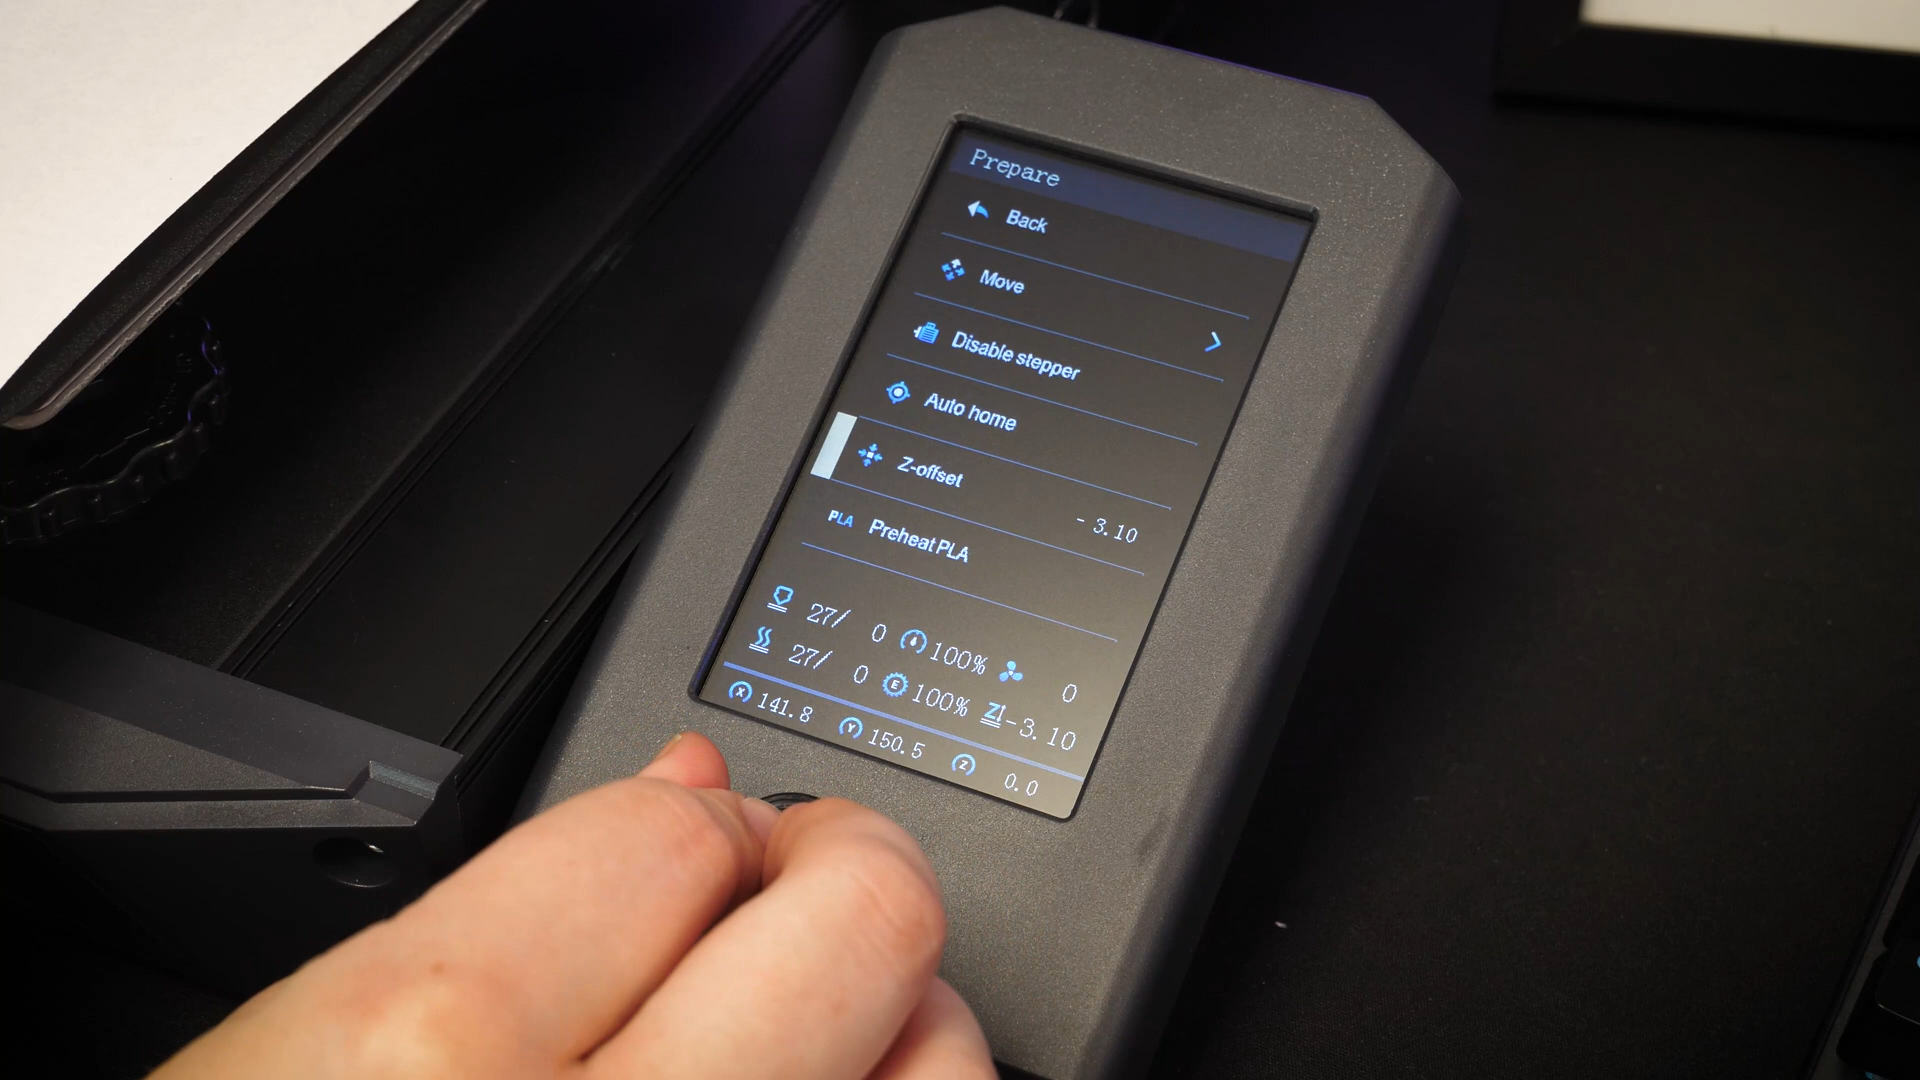 Prepare
Back
Move
Disable stepper
Auto home
Z-offset - 3.10
PLA Preheat PLA
27/ 0 100% 0
27/ 0 E 100% Z -3.10
X 141.8 Y 150.5 Z 0.0